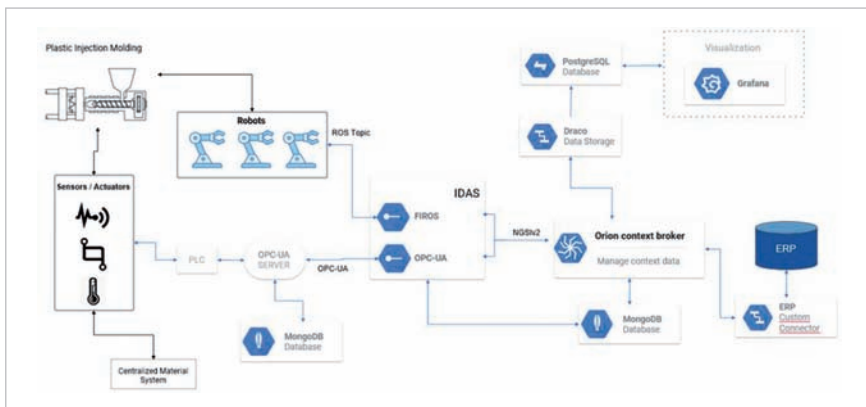 Plastic Injection Molding
Robots
ROS Topic
Sensors / Actuators
PLC
OPC-UA
SERVER
OPC-UA
MongoDB
Database
Centralized Material
System
IDAS
FIROS
OPC-UA
NGSIv2
PostgreSQL
Database
Visualization
Grafana
Draco
Data Storage
Orion context broker
Manage context data
MongoDB
Database
ERP
ERP
Custom
Connector